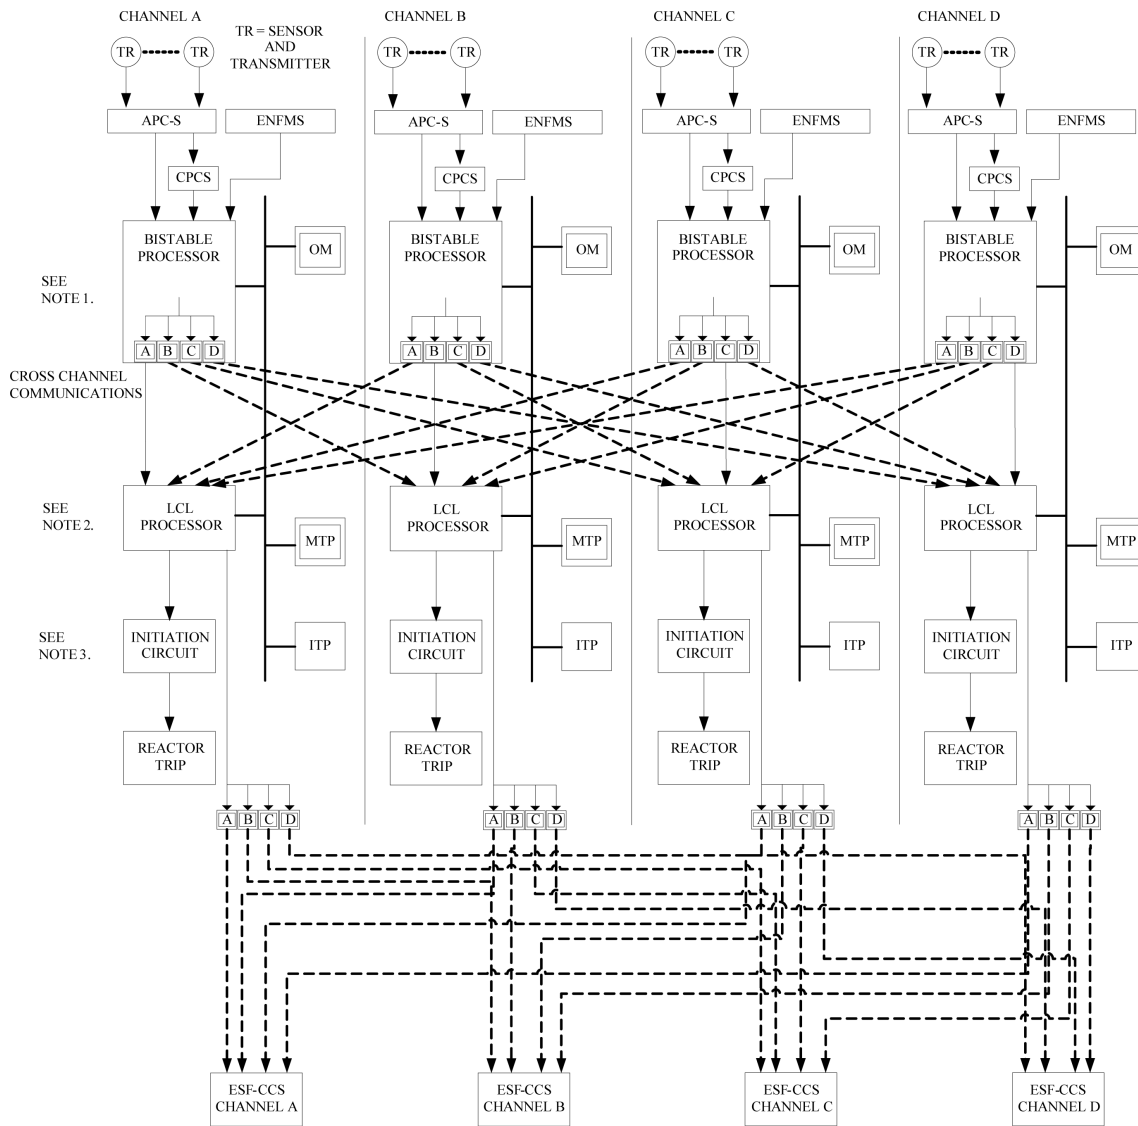 CHANNEL A
CHANNEL B
CHANNEL C
CHANNEL D
TR = SENSOR
AND
TRANSMITTER
TR
TR
TR
TR
TR
TR
TR
TR
APC-S
ENFMS
APC-S
ENFMS
APC-S
ENFMS
APC-S
ENFMS
CPCS
CPCS
CPCS
CPCS
BISTABLE
PROCESSOR
OM
BISTABLE
PROCESSOR
OM
BISTABLE
PROCESSOR
OM
BISTABLE
PROCESSOR
OM
SEE
NOTE 1.
A B C D
A B C D
A B C D
A B C D
CROSS CHANNEL
COMMUNICATIONS
SEE
NOTE 2.
LCL
PROCESSOR
MTP
LCL
PROCESSOR
MTP
LCL
PROCESSOR
MTP
LCL
PROCESSOR
MTP
SEE
NOTE 3.
INITIATION
CIRCUIT
ITP
INITIATION
CIRCUIT
ITP
INITIATION
CIRCUIT
ITP
INITIATION
CIRCUIT
ITP
REACTOR
TRIP
REACTOR
TRIP
REACTOR
TRIP
REACTOR
TRIP
A B C D
A B C D
A B C D
A B C D
ESF-CCS
CHANNEL A
ESF-CCS
CHANNEL B
ESF-CCS
CHANNEL C
ESF-CCS
CHANNEL D